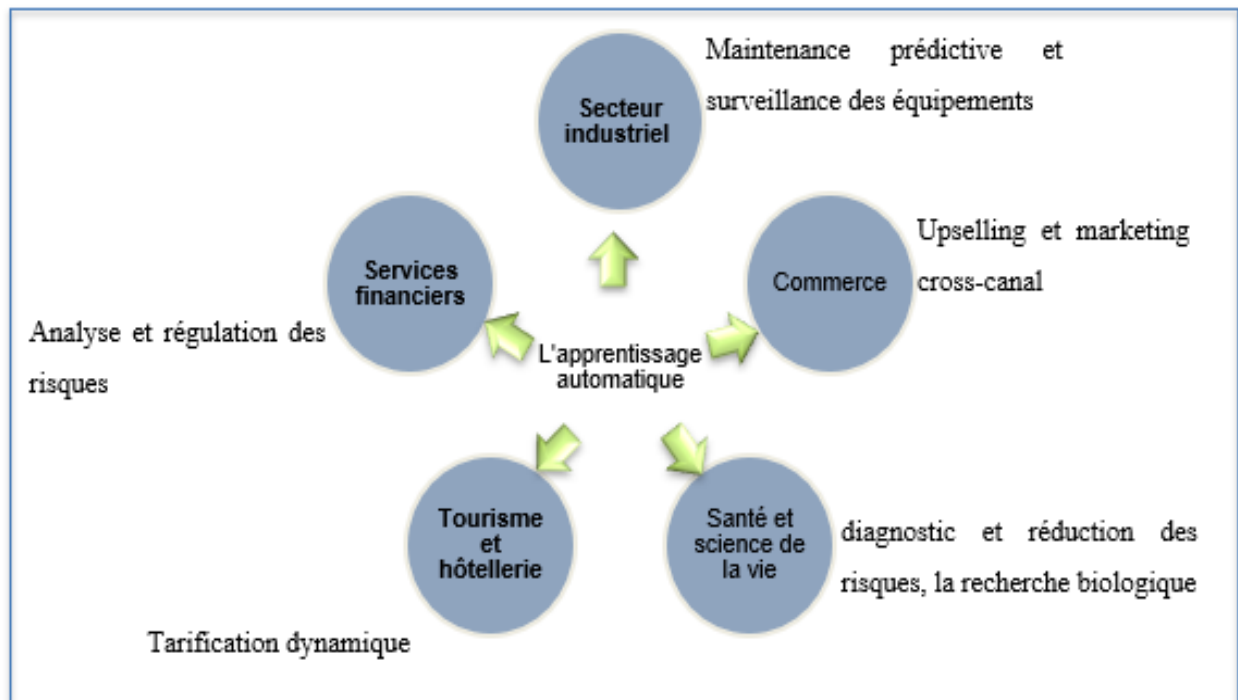 Maintenance prédictive et
surveillance des équipements
Secteur
industriel
Upselling et marketing
cross-canal
Commerce
Services
financiers
Analyse et régulation des
risques
L'apprentissage
automatique
Tourisme
et
hôtellerie
Tarification dynamique
Santé et
science de
la vie
diagnostic et réduction des
risques, la recherche biologique